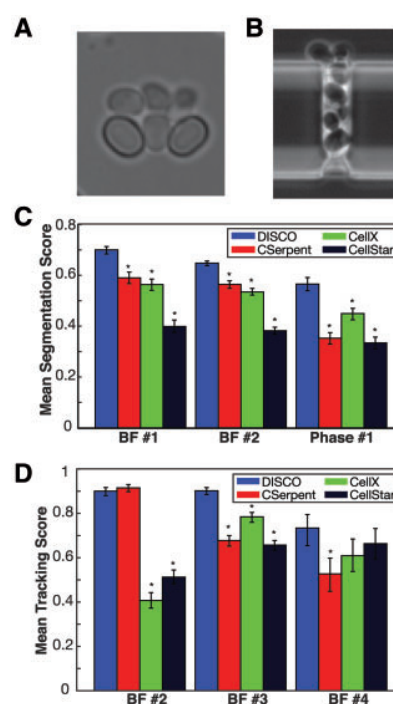 A
B
C
Mean Segmentation Score
0.8
0.6
0.4
0.2
0
DISCO
CSerpent
CellX
CellStar
* * * * * * * * *
BF #1 BF #2 Phase #1
D
Mean Tracking Score
1
0.8
0.6
0.4
0.2
0
DISCO
CSerpent
CellX
CellStar
* * * * * *
BF #2 BF #3 BF #4